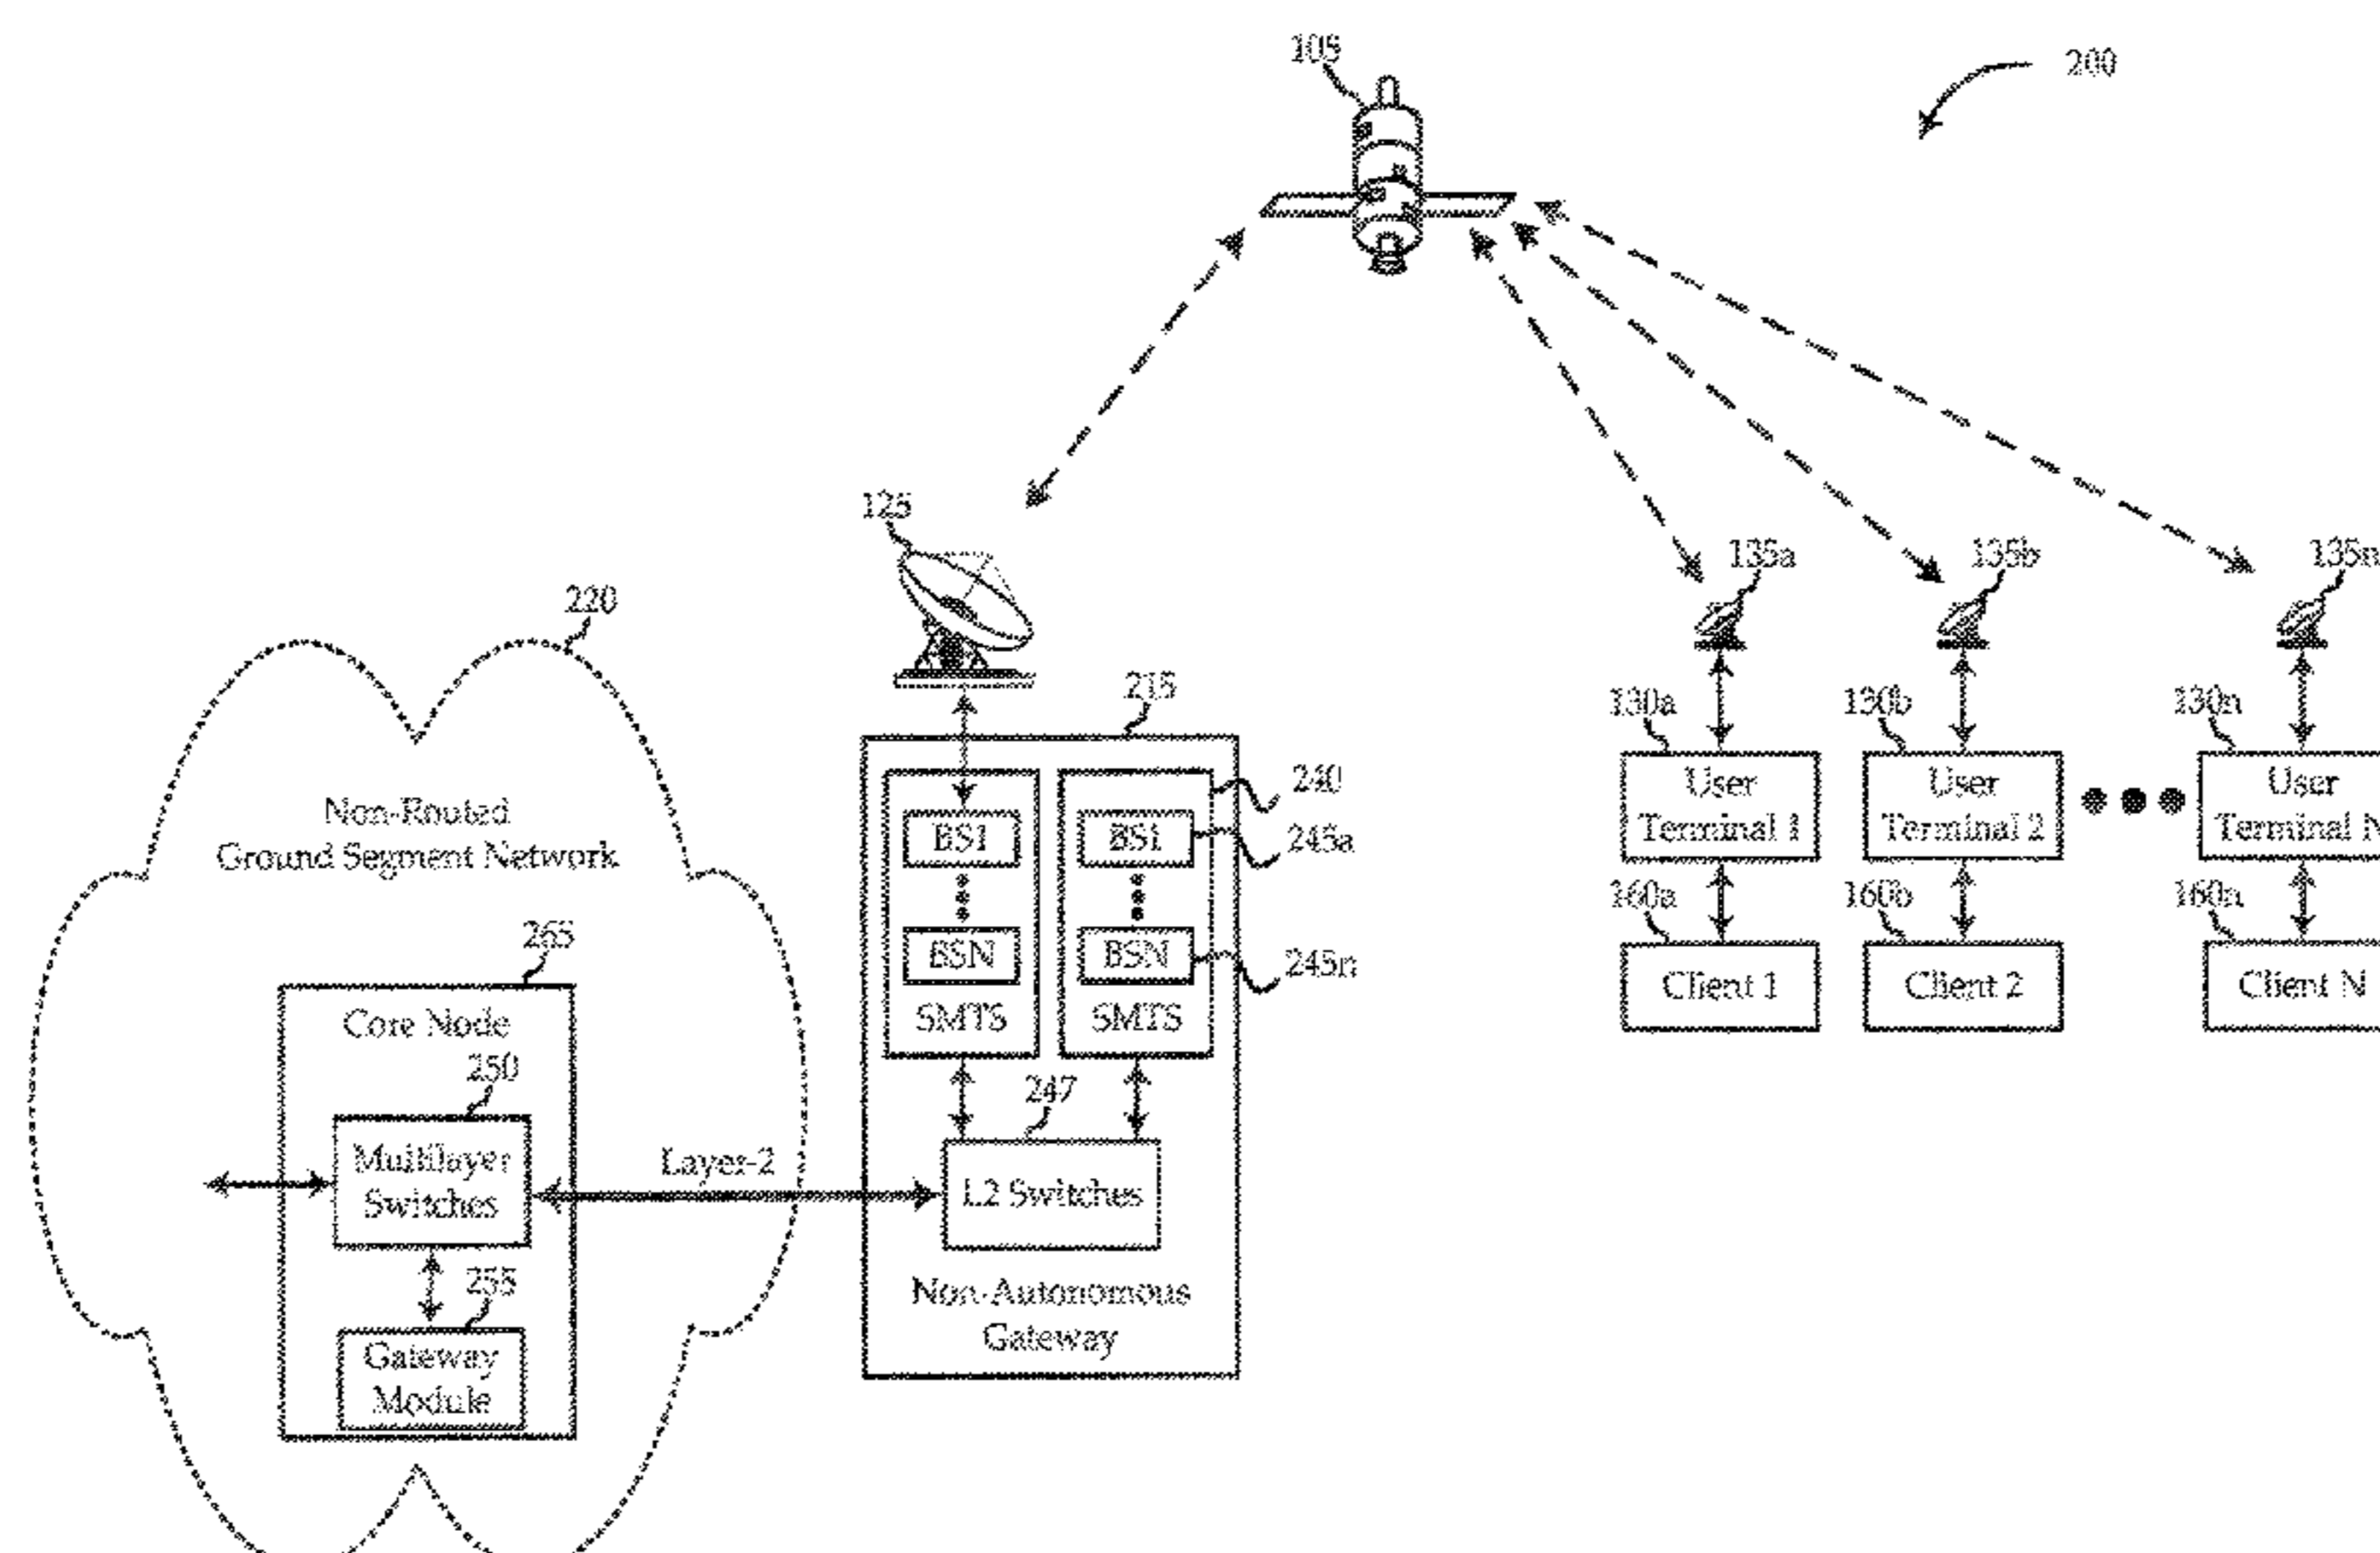 105
200
125
135a
135b
135n
220
215
130a
130b
130n
Non-Routed
Ground Segment Network
240
BS1
BS1
245a
BSN
BSN
245n
SMTS
SMTS
User
Terminal 1
User
Terminal 2
User
Terminal N
160a
160b
160n
Client 1
Client 2
Client N
265
Core Node
250
247
Multilayer
Switches
Layer-2
L2 Switches
255
Gateway
Module
Non-Autonomous
Gateway